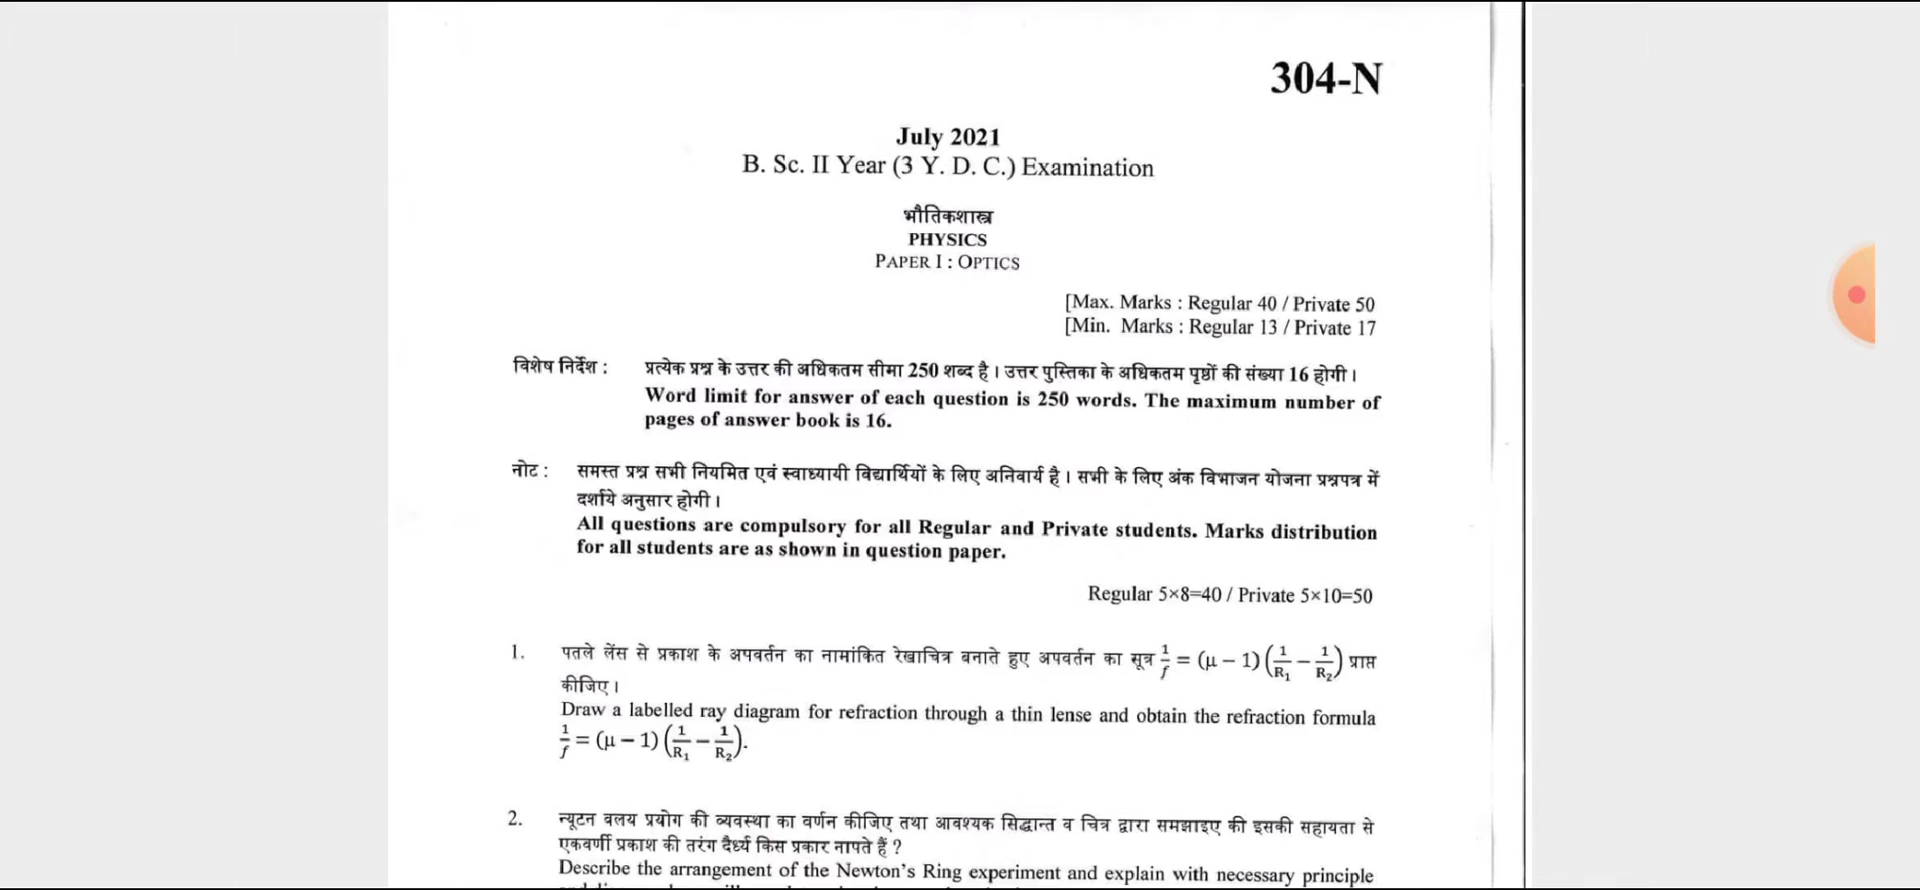 304-N
July 2021
B. Sc. II Year (3 Y. D. C.) Examination
भौतिकशास्त्र
PHYSICS
PAPER I : OPTICS
[Max. Marks : Regular 40 / Private 50
[Min. Marks : Regular 13 / Private 17
विशेष निर्देश : प्रत्येक प्रश्न के उत्तर की अधिकतम सीमा 250 शब्द है। उत्तर पुस्तिका के अधिकतम पृष्ठों की संख्या 16 होगी।
Word limit for answer of each question is 250 words. The maximum number of
pages of answer book is 16.
नोट : समस्त प्रश्न सभी नियमित एवं स्वाध्यायी विद्यार्थियों के लिए अनिवार्य है। सभी के लिए अंक विभाजन योजना प्रश्नपत्र में
दर्शाये अनुसार होगी।
All questions are compulsory for all Regular and Private students. Marks distribution
for all students are as shown in question paper.
Regular 5×8=40 / Private 5×10=50
1. पतले लेंस से प्रकाश के अपवर्तन का नामांकित रेखाचित्र बनाते हुए अपवर्तन का सूत्र 1/f = (μ − 1) (1/R₁ − 1/R₂) प्राप्त
कीजिए।
Draw a labelled ray diagram for refraction through a thin lense and obtain the refraction formula
1/f = (μ − 1) (1/R₁ − 1/R₂).
2. न्यूटन वलय प्रयोग की व्यवस्था का वर्णन कीजिए तथा आवश्यक सिद्धान्त व चित्र द्वारा समझाइए की इसकी सहायता से
एकवर्णी प्रकाश की तरंग दैर्ध्य किस प्रकार नापते हैं ?
Describe the arrangement of the Newton's Ring experiment and explain with necessary principle